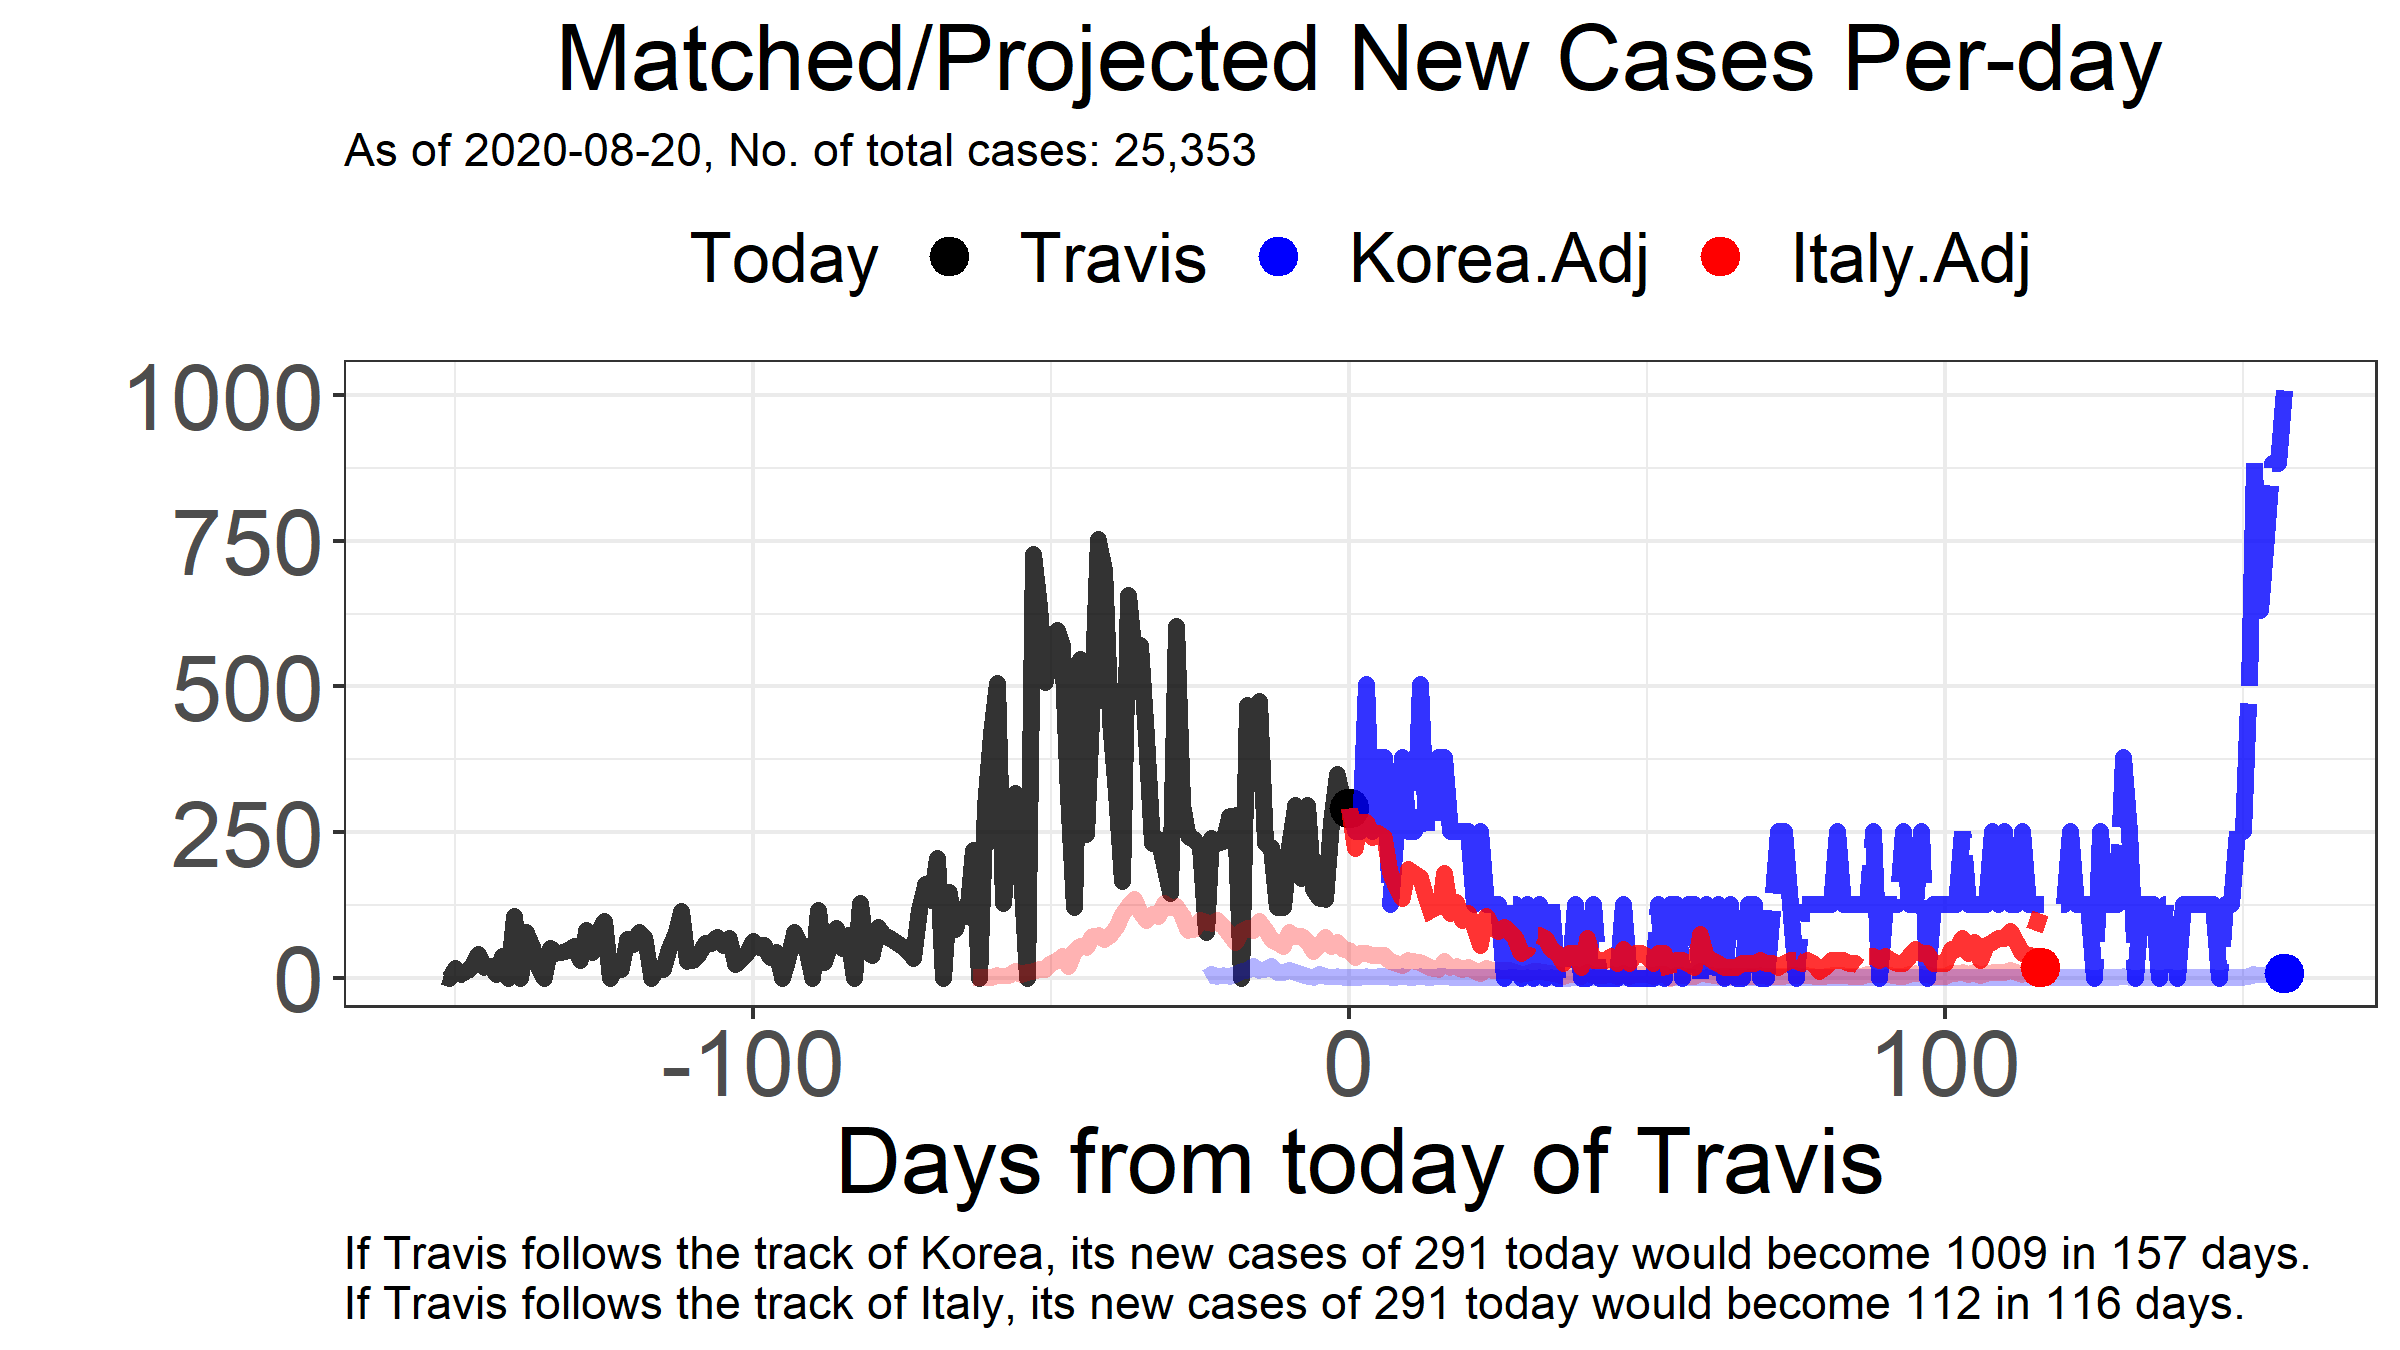 Matched/Projected New Cases Per-day
As of 2020-08-20, No. of total cases: 25,353
Today Travis Korea.Adj Italy.Adj
1000
750
500
250
0
-100 0 100
Days from today of Travis
If Travis follows the track of Korea, its new cases of 291 today would become 1009 in 157 days.
If Travis follows the track of Italy, its new cases of 291 today would become 112 in 116 days.